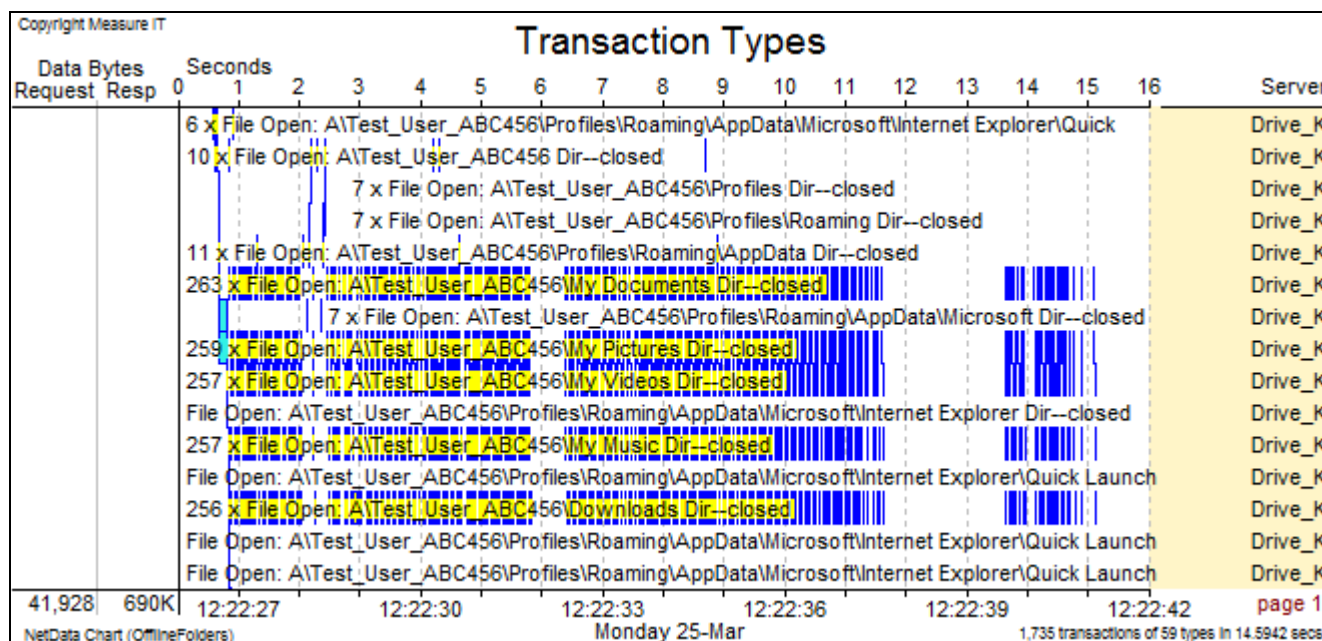 Copyright Measure IT
Transaction Types
Data Bytes Seconds
Request Resp 0 1 2 3 4 5 6 7 8 9 10 11 12 13 14 15 16 Server
6 x File Open: A\Test_User_ABC456\Profiles\Roaming\AppData\Microsoft\Internet Explorer\Quick Drive_K
10 x File Open: A\Test_User_ABC456 Dir--closed Drive_K
7 x File Open: A\Test_User_ABC456\Profiles Dir--closed Drive_K
7 x File Open: A\Test_User_ABC456\Profiles\Roaming Dir--closed Drive_K
11 x File Open: A\Test_User_ABC456\Profiles\Roaming\AppData Dir--closed Drive_K
263 x File Open: A\Test_User_ABC456\My Documents Dir--closed Drive_K
7 x File Open: A\Test_User_ABC456\Profiles\Roaming\AppData\Microsoft Dir--closed Drive_K
259 x File Open: A\Test_User_ABC456\My Pictures Dir--closed Drive_K
257 x File Open: A\Test_User_ABC456\My Videos Dir--closed Drive_K
File Open: A\Test_User_ABC456\Profiles\Roaming\AppData\Microsoft\Internet Explorer Dir--closed Drive_K
257 x File Open: A\Test_User_ABC456\My Music Dir--closed Drive_K
File Open: A\Test_User_ABC456\Profiles\Roaming\AppData\Microsoft\Internet Explorer\Quick Launch Drive_K
256 x File Open: A\Test_User_ABC456\Downloads Dir--closed Drive_K
File Open: A\Test_User_ABC456\Profiles\Roaming\AppData\Microsoft\Internet Explorer\Quick Launch Drive_K
File Open: A\Test_User_ABC456\Profiles\Roaming\AppData\Microsoft\Internet Explorer\Quick Launch Drive_K
41,928 690K 12:22:27 12:22:30 12:22:33 12:22:36 12:22:39 12:22:42 page 1
NetData Chart (OfflineFolders) Monday 25-Mar 1,735 transactions of 59 types in 14.5942 secs